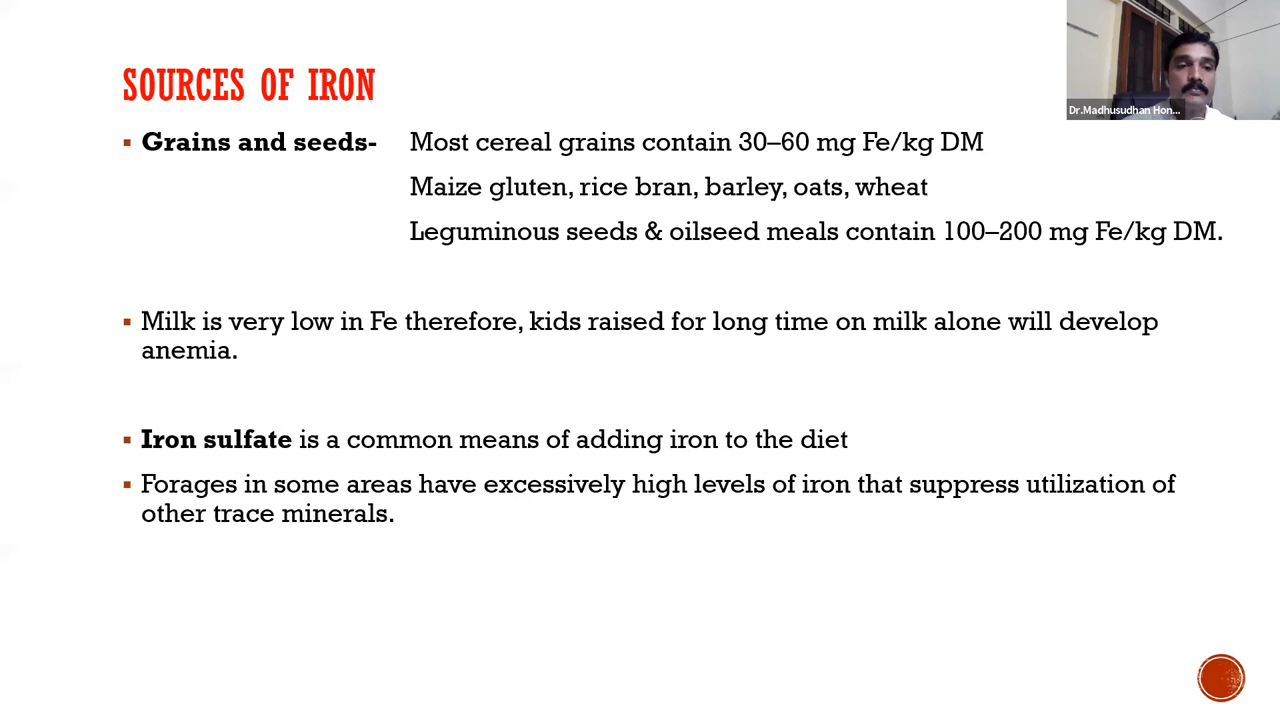 SOURCES OF IRON
Dr.Madhusudhan Hon...
▪ Grains and seeds- Most cereal grains contain 30–60 mg Fe/kg DM
Maize gluten, rice bran, barley, oats, wheat
Leguminous seeds & oilseed meals contain 100–200 mg Fe/kg DM.
▪ Milk is very low in Fe therefore, kids raised for long time on milk alone will develop
anemia.
▪ Iron sulfate is a common means of adding iron to the diet
▪ Forages in some areas have excessively high levels of iron that suppress utilization of
other trace minerals.